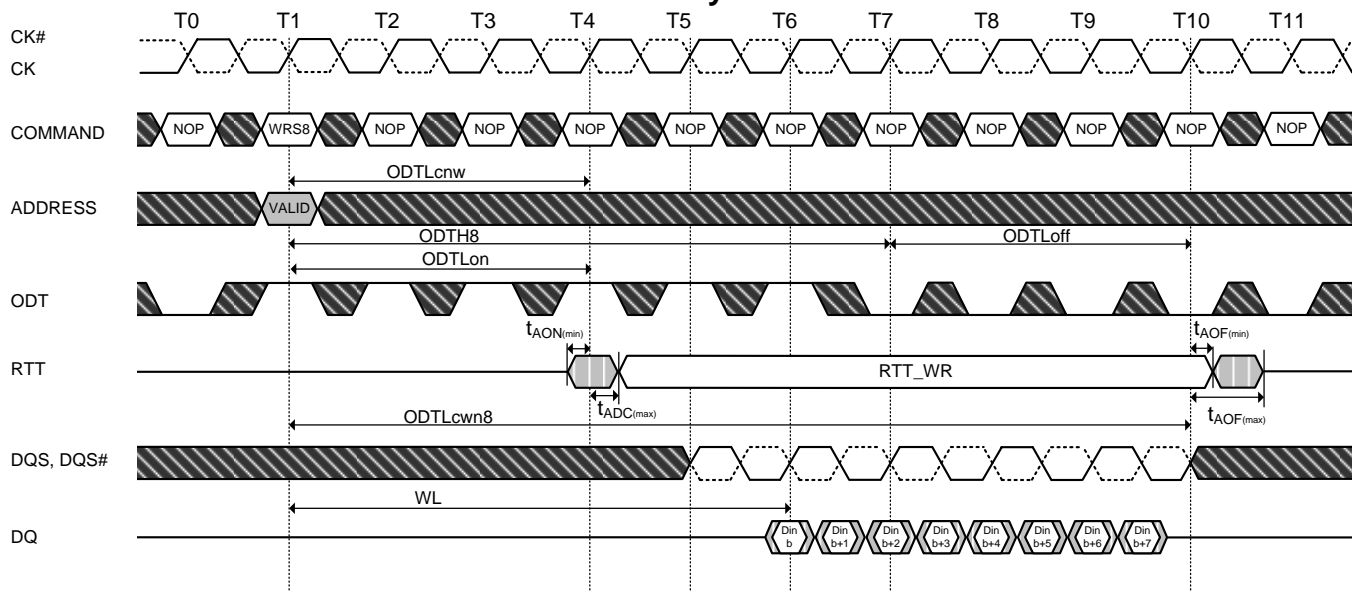 T0 T1 T2 T3 T4 T5 T6 T7 T8 T9 T10 T11
CK#
CK
COMMAND NOP WRS8 NOP NOP NOP NOP NOP NOP NOP NOP NOP NOP
ODTLcnw
ADDRESS VALID
ODTH8 ODTLoff
ODTLon
ODT
tAON(min) tAOF(min)
RTT RTT_WR
tADC(max) tAOF(max)
ODTLcwn8
DQS, DQS#
WL
DQ Din b Din b+1 Din b+2 Din b+3 Din b+4 Din b+5 Din b+6 Din b+7